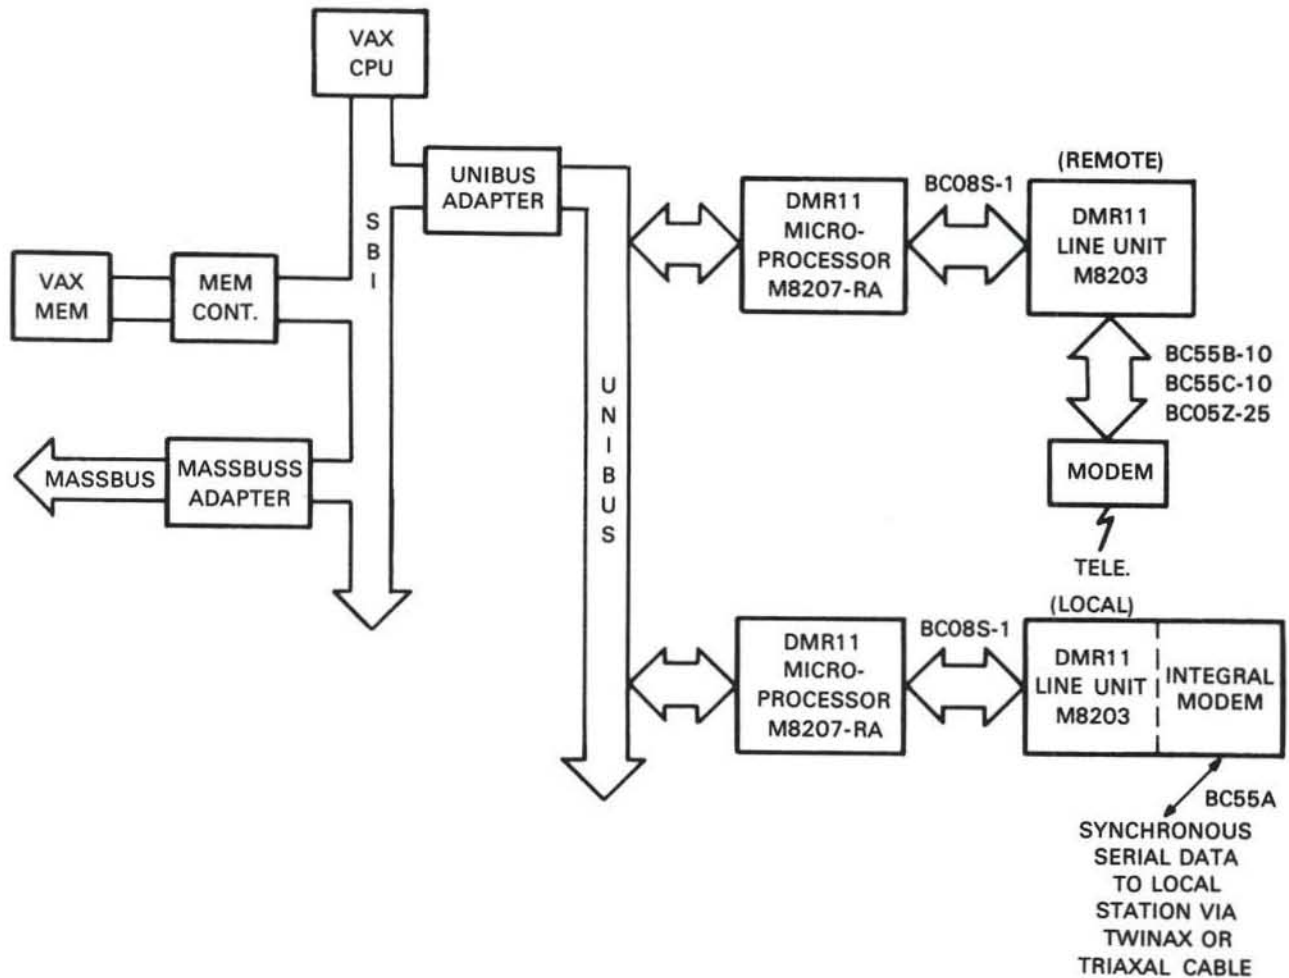 VAX
CPU
UNIBUS
ADAPTER
SBI
VAX
MEM
MEM
CONT.
MASSBUS
MASSBUSS
ADAPTER
UNIBUS
DMR11
MICRO-
PROCESSOR
M8207-RA
BC08S-1
(REMOTE)
DMR11
LINE UNIT
M8203
BC55B-10
BC55C-10
BC05Z-25
MODEM
TELE.
DMR11
MICRO-
PROCESSOR
M8207-RA
BC08S-1
(LOCAL)
DMR11
LINE UNIT
M8203
INTEGRAL
MODEM
BC55A
SYNCHRONOUS
SERIAL DATA
TO LOCAL
STATION VIA
TWINAX OR
TRIAXAL CABLE